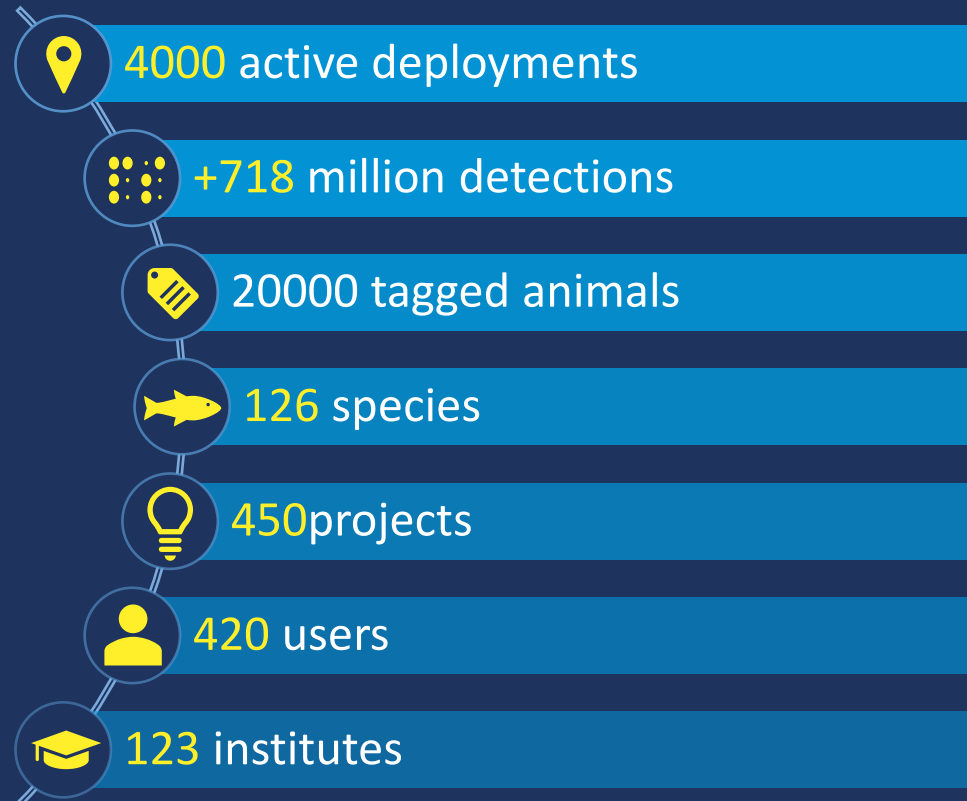 4000 active deployments
+718 million detections
20000 tagged animals
126 species
450projects
420 users
123 institutes